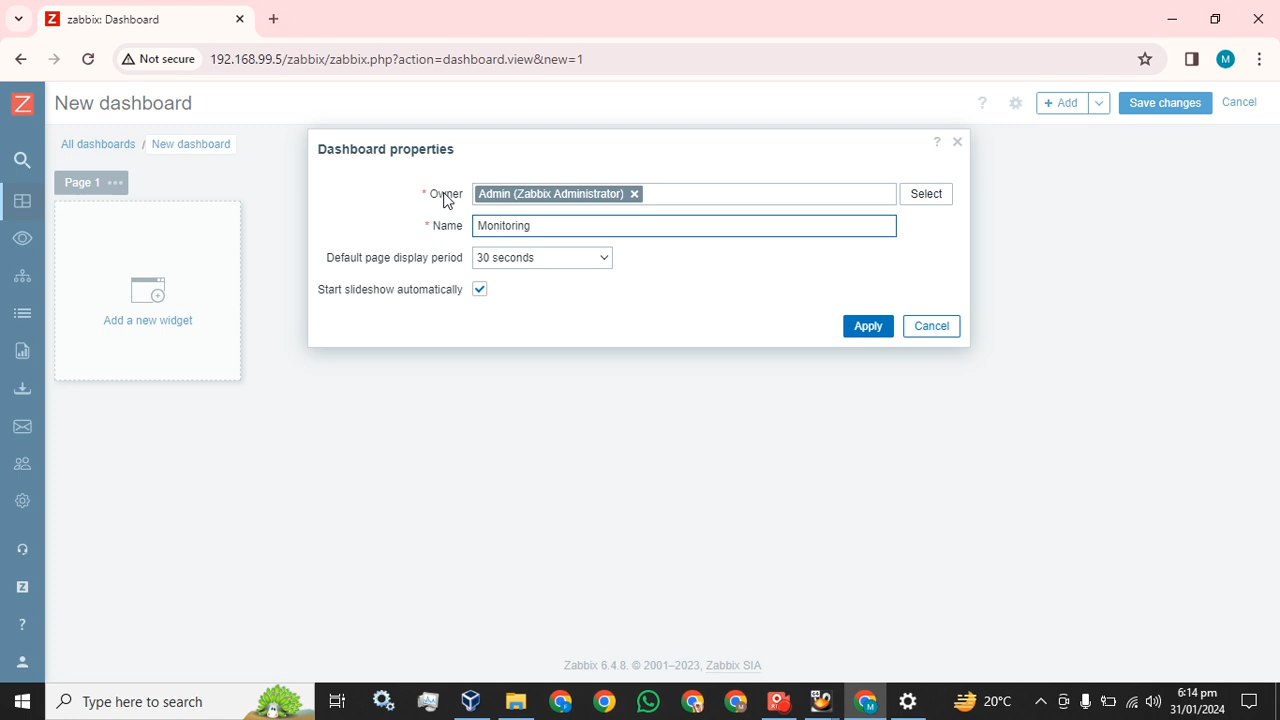 zabbix: Dashboard
Not secure
192.168.99.5/zabbix/zabbix.php?action=dashboard.view&new=1
M
Z
New dashboard
?
+ Add
Save changes
Cancel
All dashboards / New dashboard
Page 1
Add a new widget
Dashboard properties
?
* Owner
Admin (Zabbix Administrator)
Select
* Name
Monitoring
Default page display period
30 seconds
Start slideshow automatically
Apply
Cancel
Z
?
Zabbix 6.4.8. © 2001–2023, Zabbix SIA
Type here to search
20°C
6:14 pm
31/01/2024